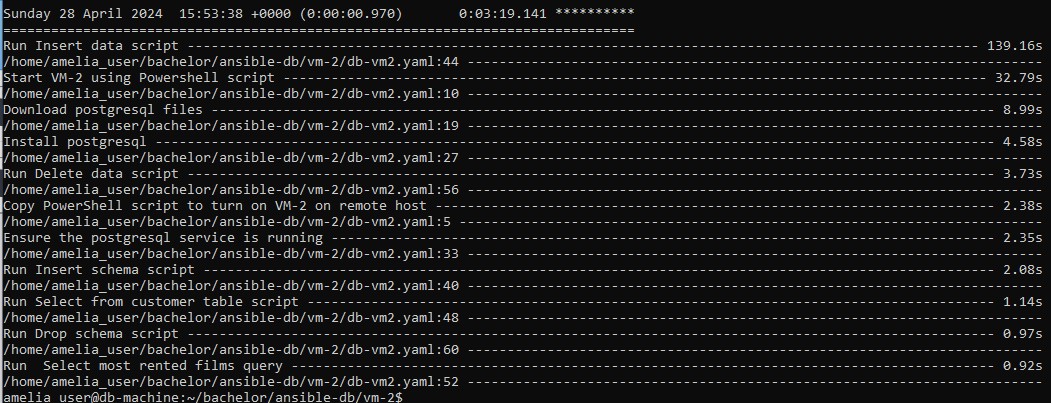 Sunday 28 April 2024  15:53:38 +0000 (0:00:00.970)       0:03:19.141 **********
===============================================================================
Run Insert data script ------------------------------------------------------------------------------------------------- 139.16s
/home/amelia_user/bachelor/ansible-db/vm-2/db-vm2.yaml:44 ----------------------------------------------------------------------
Start VM-2 using Powershell script -------------------------------------------------------------------------------------- 32.79s
/home/amelia_user/bachelor/ansible-db/vm-2/db-vm2.yaml:10 ----------------------------------------------------------------------
Download postgresql files ------------------------------------------------------------------------------------------------ 8.99s
/home/amelia_user/bachelor/ansible-db/vm-2/db-vm2.yaml:19 ----------------------------------------------------------------------
Install postgresql ------------------------------------------------------------------------------------------------------- 4.58s
/home/amelia_user/bachelor/ansible-db/vm-2/db-vm2.yaml:27 ----------------------------------------------------------------------
Run Delete data script --------------------------------------------------------------------------------------------------- 3.73s
/home/amelia_user/bachelor/ansible-db/vm-2/db-vm2.yaml:56 ----------------------------------------------------------------------
Copy PowerShell script to turn on VM-2 on remote host -------------------------------------------------------------------- 2.38s
/home/amelia_user/bachelor/ansible-db/vm-2/db-vm2.yaml:5 -----------------------------------------------------------------------
Ensure the postgresql service is running --------------------------------------------------------------------------------- 2.35s
/home/amelia_user/bachelor/ansible-db/vm-2/db-vm2.yaml:33 ----------------------------------------------------------------------
Run Insert schema script ------------------------------------------------------------------------------------------------- 2.08s
/home/amelia_user/bachelor/ansible-db/vm-2/db-vm2.yaml:40 ----------------------------------------------------------------------
Run Select from customer table script ------------------------------------------------------------------------------------ 1.14s
/home/amelia_user/bachelor/ansible-db/vm-2/db-vm2.yaml:48 ----------------------------------------------------------------------
Run Drop schema script --------------------------------------------------------------------------------------------------- 0.97s
/home/amelia_user/bachelor/ansible-db/vm-2/db-vm2.yaml:60 ----------------------------------------------------------------------
Run  Select most rented films query -------------------------------------------------------------------------------------- 0.92s
/home/amelia_user/bachelor/ansible-db/vm-2/db-vm2.yaml:52 ----------------------------------------------------------------------
amelia_user@db-machine:~/bachelor/ansible-db/vm-2$